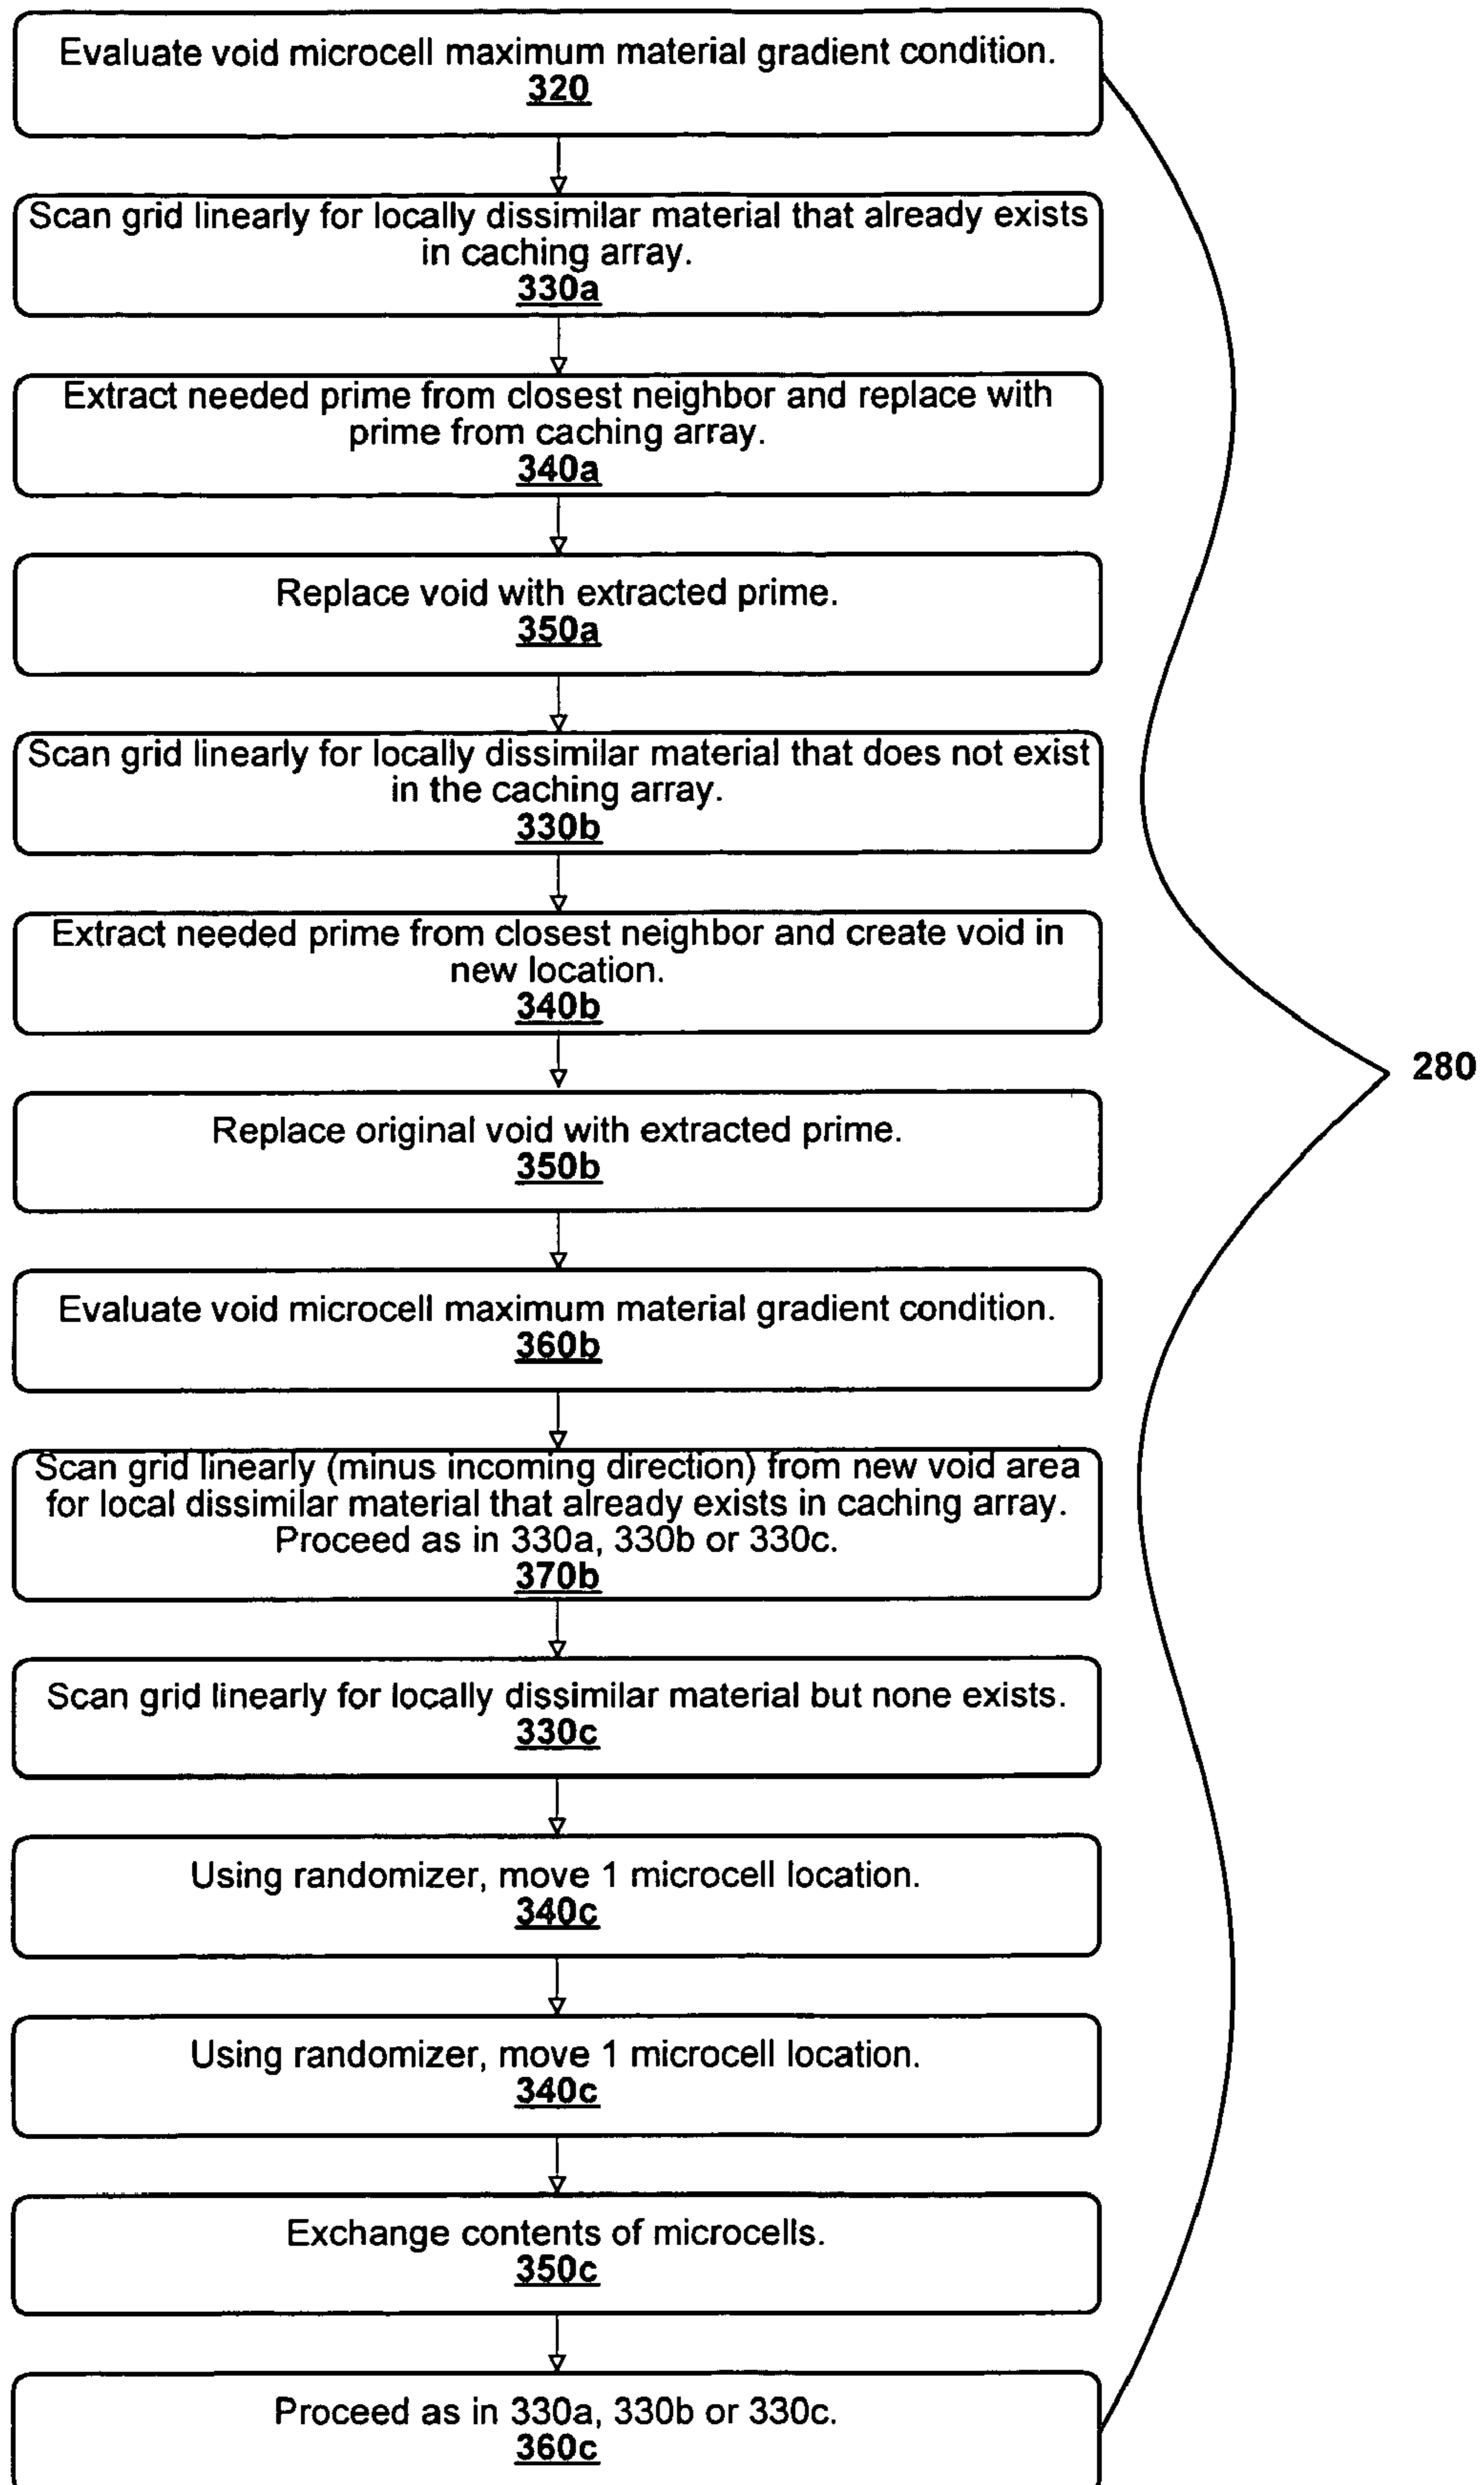 Evaluate void microcell maximum material gradient condition.
320
Scan grid linearly for locally dissimilar material that already exists
in caching array.
330a
Extract needed prime from closest neighbor and replace with
prime from caching array.
340a
Replace void with extracted prime.
350a
Scan grid linearly for locally dissimilar material that does not exist
in the caching array.
330b
Extract needed prime from closest neighbor and create void in
new location.
340b
280
Replace original void with extracted prime.
350b
Evaluate void microcell maximum material gradient condition.
360b
Scan grid linearly (minus incoming direction) from new void area
for local dissimilar material that already exists in caching array.
Proceed as in 330a, 330b or 330c.
370b
Scan grid linearly for locally dissimilar material but none exists.
330c
Using randomizer, move 1 microcell location.
340c
Using randomizer, move 1 microcell location.
340c
Exchange contents of microcells.
350c
Proceed as in 330a, 330b or 330c.
360c